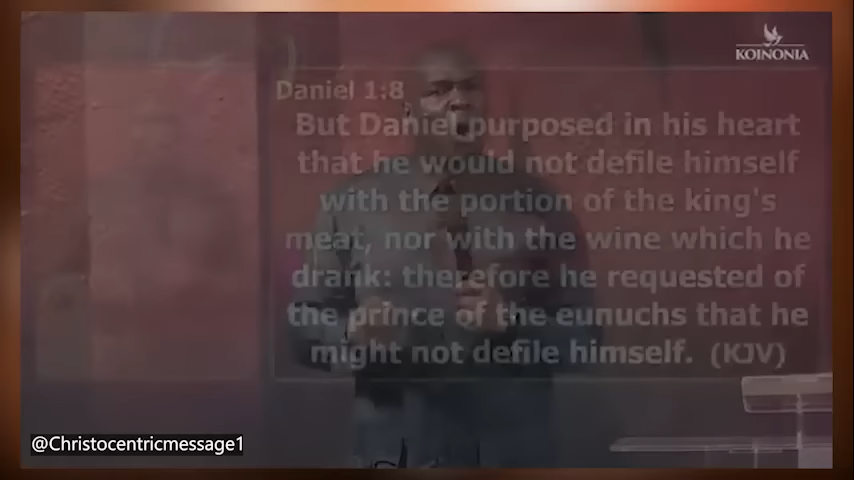 KOINONIA
Daniel 1:8
But Daniel purposed in his heart
that he would not defile himself
with the portion of the king's
meat, nor with the wine which he
drank: therefore he requested of
the prince of the eunuchs that he
might not defile himself. (KJV)
@Christocentricmessage1